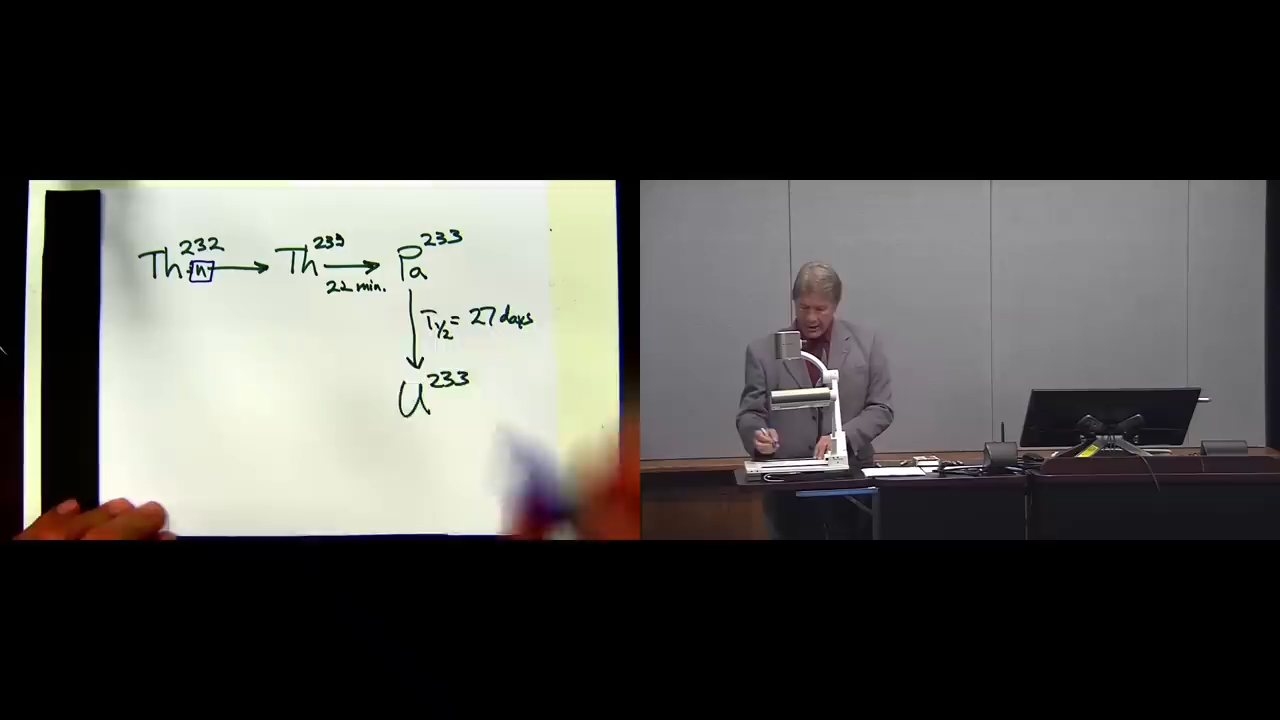 Th²³² n → Th²³³ → Pa²³³
22 min.
T½ = 27 days
U²³³